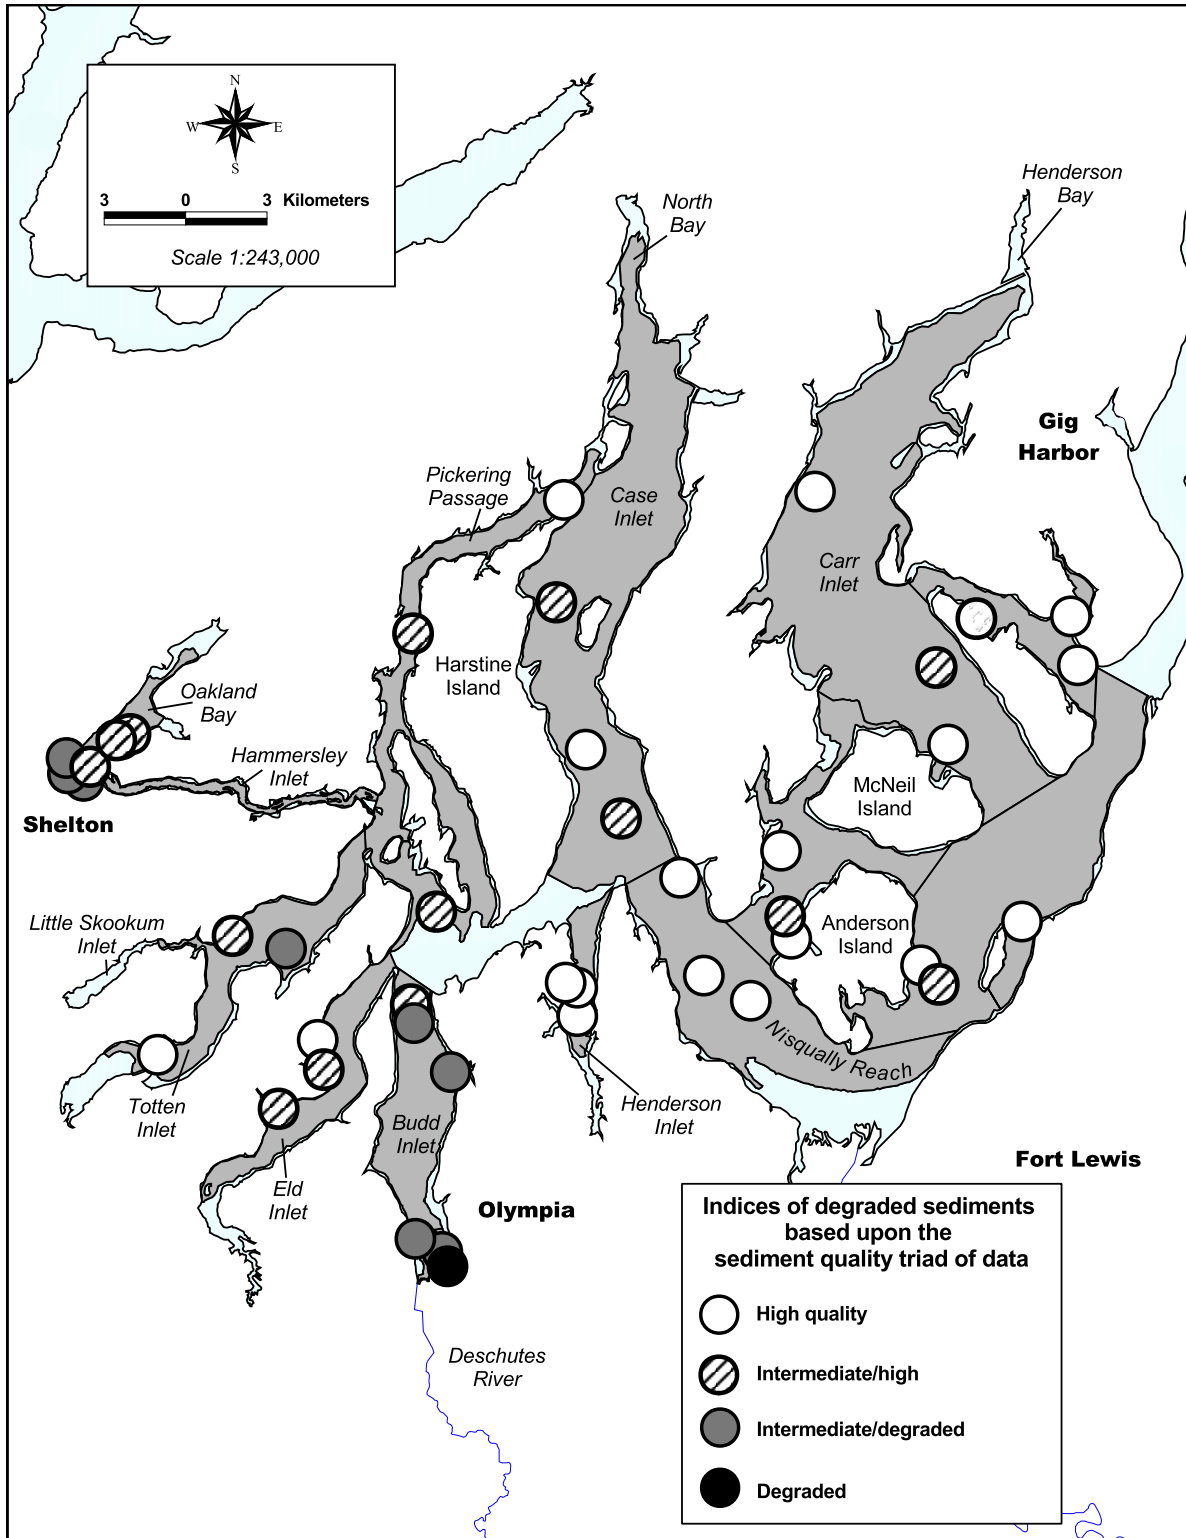 N
W
E
S
3
0
3
Kilometers
Scale 1:243,000
Henderson
Bay
North
Bay
Gig
Harbor
Pickering
Passage
Case
Inlet
Carr
Inlet
Harstine
Island
Oakland
Bay
Hammersley
Inlet
McNeil
Island
Shelton
Little Skookum
Inlet
Anderson
Island
Nisqually Reach
Totten
Inlet
Henderson
Inlet
Budd
Inlet
Eld
Inlet
Fort Lewis
Olympia
Deschutes
River
Indices of degraded sediments
based upon the
sediment quality triad of data
High quality
Intermediate/high
Intermediate/degraded
Degraded